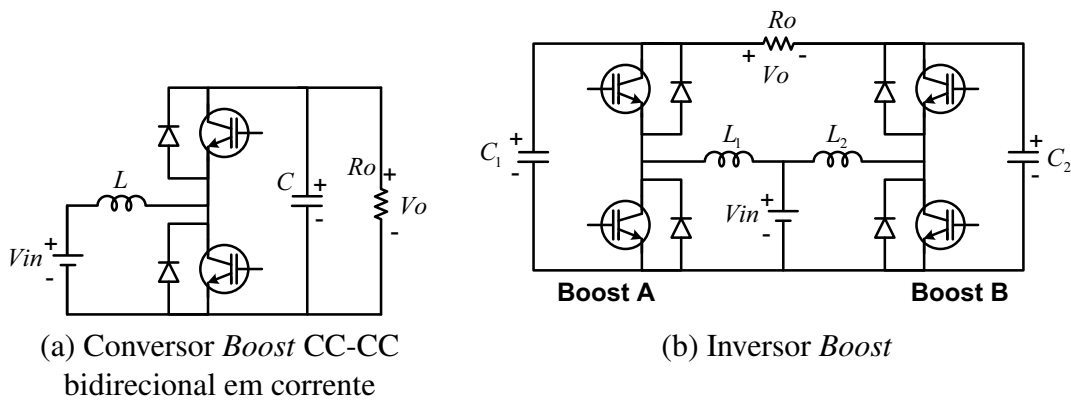 L
Vin
+
-
C
+
-
Ro
+
Vo
-
(a) Conversor Boost CC-CC
bidirecional em corrente
Ro
+ -
Vo
C1
+
-
L1
L2
Vin
+
-
+
-
C2
Boost A
Boost B
(b) Inversor Boost